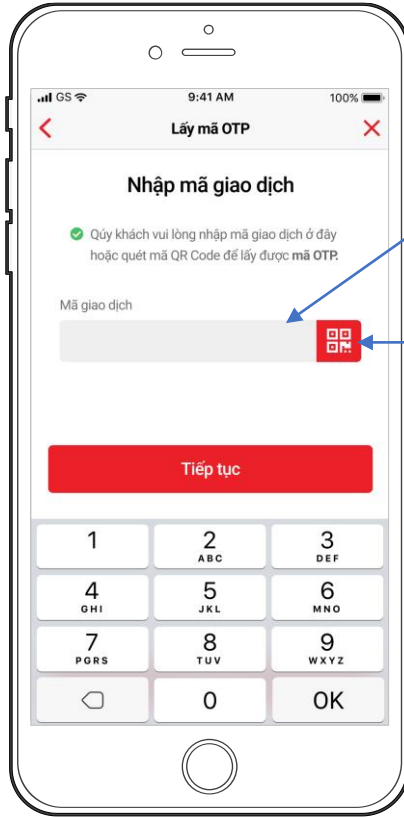 GS 9:41 AM 100%
Lấy mã OTP
Nhập mã giao dịch
Qúy khách vui lòng nhập mã giao dịch ở đây
hoặc quét mã QR Code để lấy được mã OTP.
Mã giao dịch
Tiếp tục
1 2 3
ABC DEF
4 5 6
GHI JKL MNO
7 8 9
PGRS TUV WXYZ
0 OK